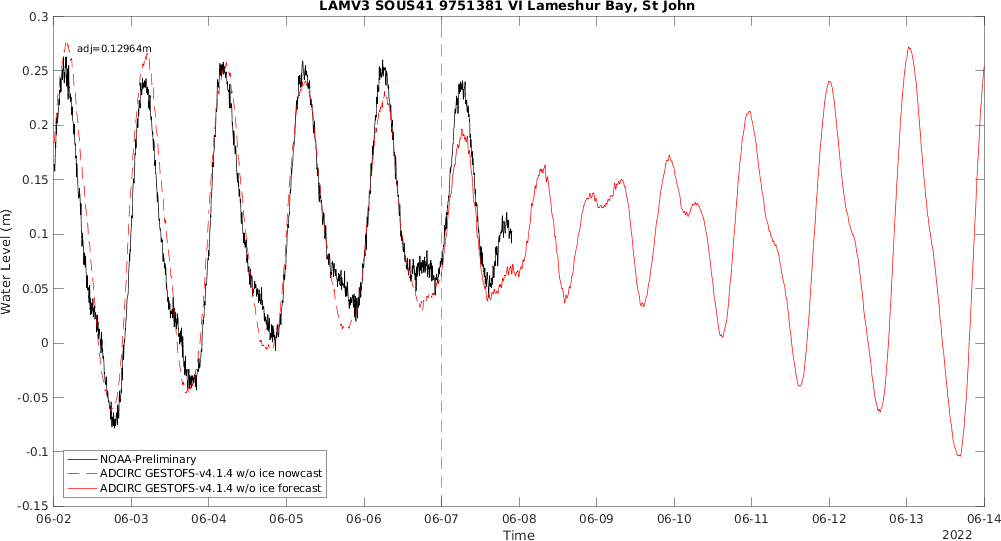 LAMV3 SOUS41 9751381 VI Lameshur Bay, St John
adj=0.12964m
0.3
0.25
0.2
0.15
0.1
0.05
0
-0.05
-0.1
-0.15
Water Level (m)
NOAA-Preliminary
ADCIRC GESTOFS-v4.1.4 w/o ice nowcast
ADCIRC GESTOFS-v4.1.4 w/o ice forecast
06-02 06-03 06-04 06-05 06-06 06-07 06-08 06-09 06-10 06-11 06-12 06-13 06-14
Time
2022